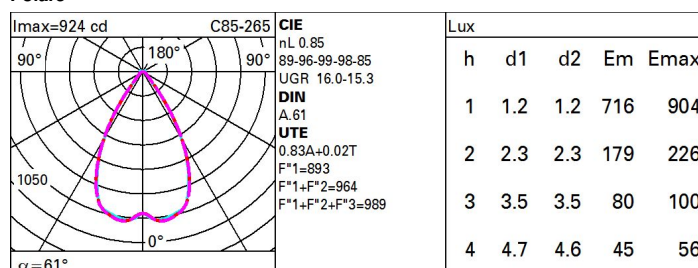 Imax=924 cd C85-265
90° 180° 90°
1050
0°
α=61°
CIE
nL 0.85
89-96-99-98-85
UGR 16.0-15.3
DIN
A.61
UTE
0.83A+0.02T
F"1=893
F"1+F"2=964
F"1+F"2+F"3=989
Lux
h d1 d2 Em Emax
1 1.2 1.2 716 904
2 2.3 2.3 179 226
3 3.5 3.5 80 100
4 4.7 4.6 45 56